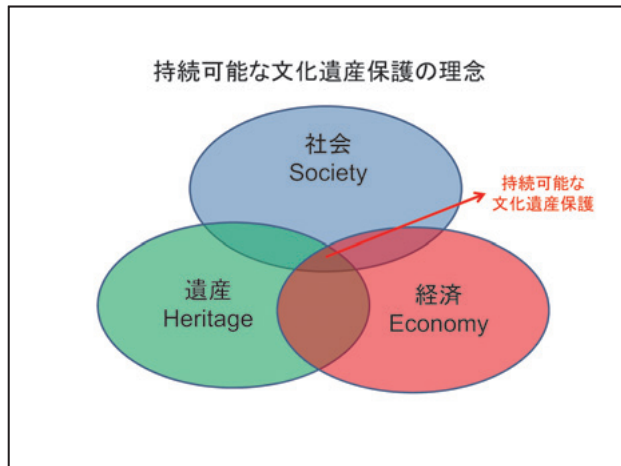 持続可能な文化遺産保護の理念
社会
Society
持続可能な
文化遺産保護
遺産
Heritage
経済
Economy